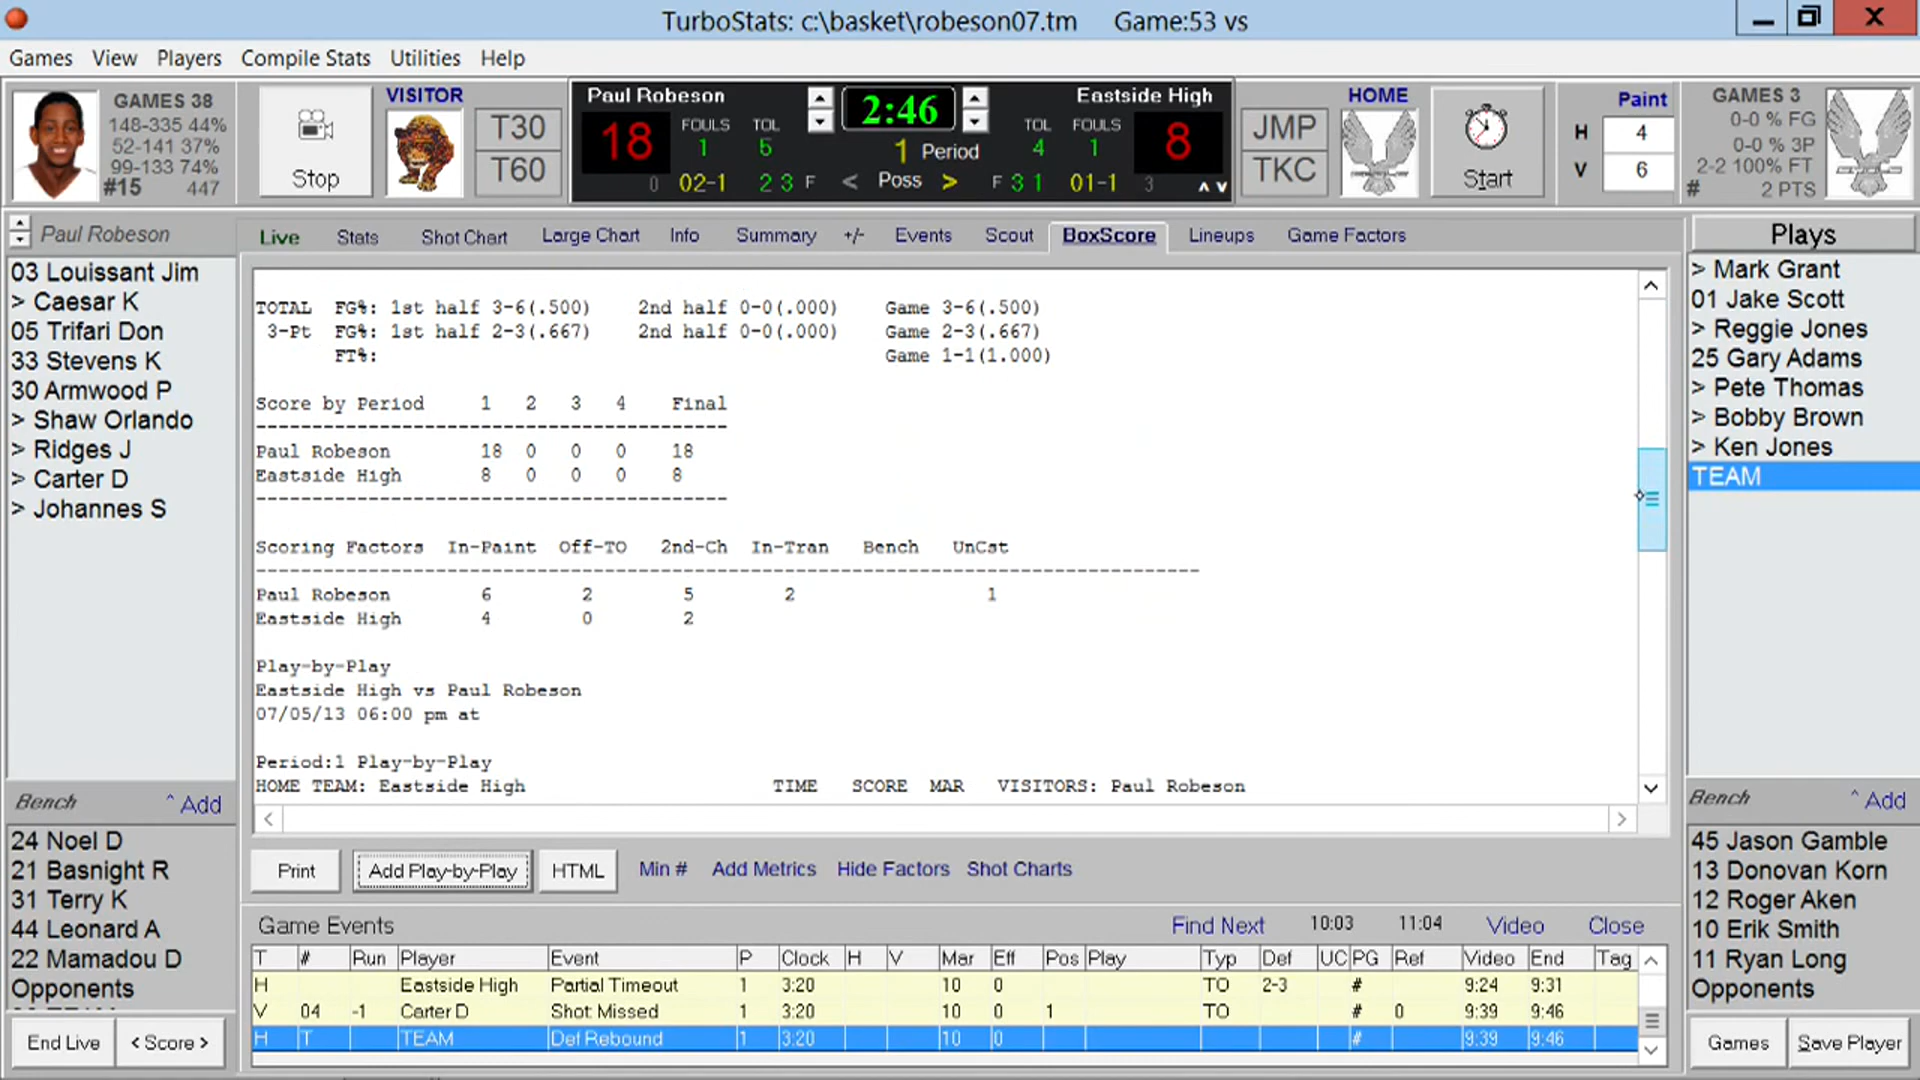 TurboStats: c:\basket\robeson07.tm Game:53 vs
Games View Players Compile Stats Utilities Help
GAMES 38
148-335 44%
52-141 37%
99-133 74%
#15 447
Stop
VISITOR
T30
T60
Paul Robeson 2:46 Eastside High
18 FOULS TOL TOL FOULS 8
1 5 1 Period 4 1
0 02-1 2 3 F < Poss > F 3 1 01-1 3
JMP
TKC
HOME
Start
Paint
H 4
V 6
GAMES 3
0-0 % FG
0-0 % 3P
2-2 100% FT
# 2 PTS
Paul Robeson
03 Louissant Jim
> Caesar K
05 Trifari Don
33 Stevens K
30 Armwood P
> Shaw Orlando
> Ridges J
> Carter D
> Johannes S
Bench ^ Add
24 Noel D
21 Basnight R
31 Terry K
44 Leonard A
22 Mamadou D
Opponents
End Live < Score >
Live Stats Shot Chart Large Chart Info Summary +/- Events Scout BoxScore Lineups Game Factors
TOTAL FG%: 1st half 3-6(.500) 2nd half 0-0(.000) Game 3-6(.500)
3-Pt FG%: 1st half 2-3(.667) 2nd half 0-0(.000) Game 2-3(.667)
FT%: Game 1-1(1.000)
Score by Period 1 2 3 4 Final
Paul Robeson 18 0 0 0 18
Eastside High 8 0 0 0 8
Scoring Factors In-Paint Off-TO 2nd-Ch In-Tran Bench UnCst
Paul Robeson 6 2 5 2 1
Eastside High 4 0 2
Play-by-Play
Eastside High vs Paul Robeson
07/05/13 06:00 pm at
Period:1 Play-by-Play
HOME TEAM: Eastside High TIME SCORE MAR VISITORS: Paul Robeson
Print Add Play-by-Play HTML Min # Add Metrics Hide Factors Shot Charts
Game Events Find Next 10:03 11:04 Video Close
T # Run Player Event P Clock H V Mar Eff Pos Play Typ Def UC PG Ref Video End Tag
H Eastside High Partial Timeout 1 3:20 10 0 TO 2-3 # 9:24 9:31
V 04 -1 Carter D Shot Missed 1 3:20 10 0 1 TO # 0 9:39 9:46
H T TEAM Def Rebound 1 3:20 10 0 # 9:39 9:46
Plays
> Mark Grant
01 Jake Scott
> Reggie Jones
25 Gary Adams
> Pete Thomas
> Bobby Brown
> Ken Jones
TEAM
Bench ^ Add
45 Jason Gamble
13 Donovan Korn
12 Roger Aken
10 Erik Smith
11 Ryan Long
Opponents
Games Save Player